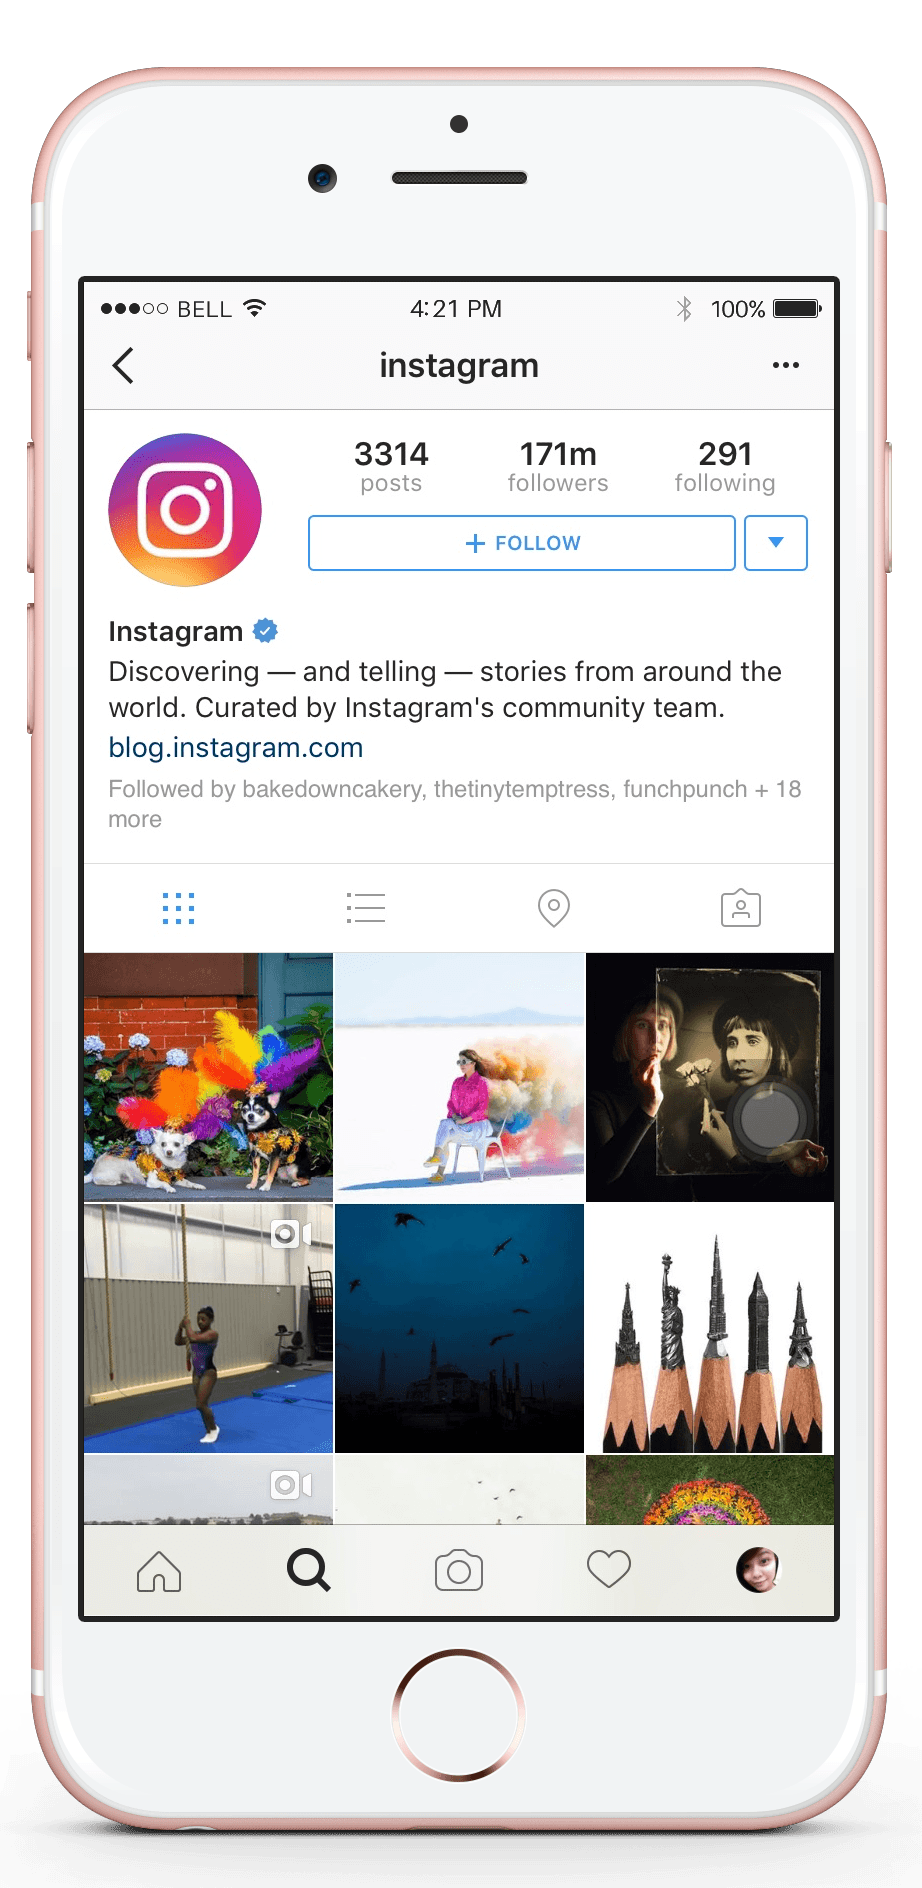 BELL 4:21 PM 100%
instagram
3314 171m 291
posts followers following
+ FOLLOW
Instagram
Discovering — and telling — stories from around the
world. Curated by Instagram's community team.
blog.instagram.com
Followed by bakedowncakery, thetinytemptress, funchpunch + 18
more